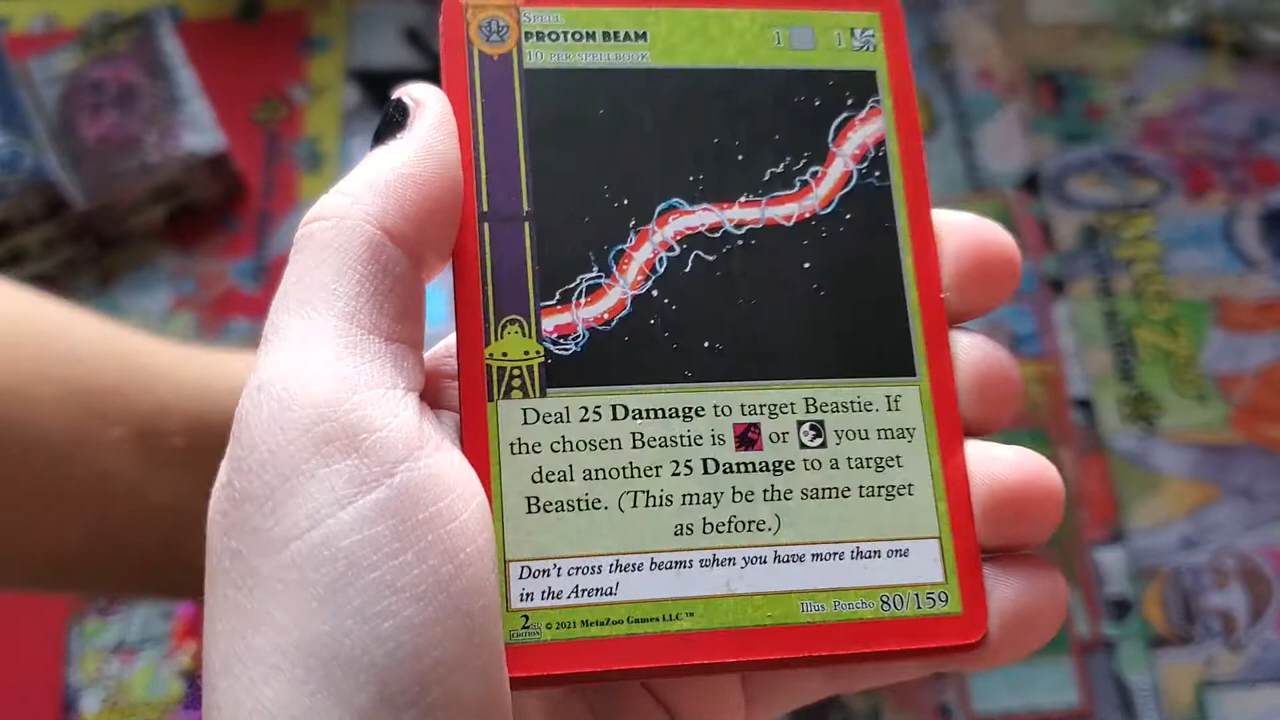 SPELL
PROTON BEAM
10 PER SPELLBOOK
1 1
Deal 25 Damage to target Beastie. If
the chosen Beastie is or you may
deal another 25 Damage to a target
Beastie. (This may be the same target
as before.)
Don't cross these beams when you have more than one
in the Arena!
Illus. Poncho 80/159
2ND EDITION © 2021 MetaZoo Games LLC™